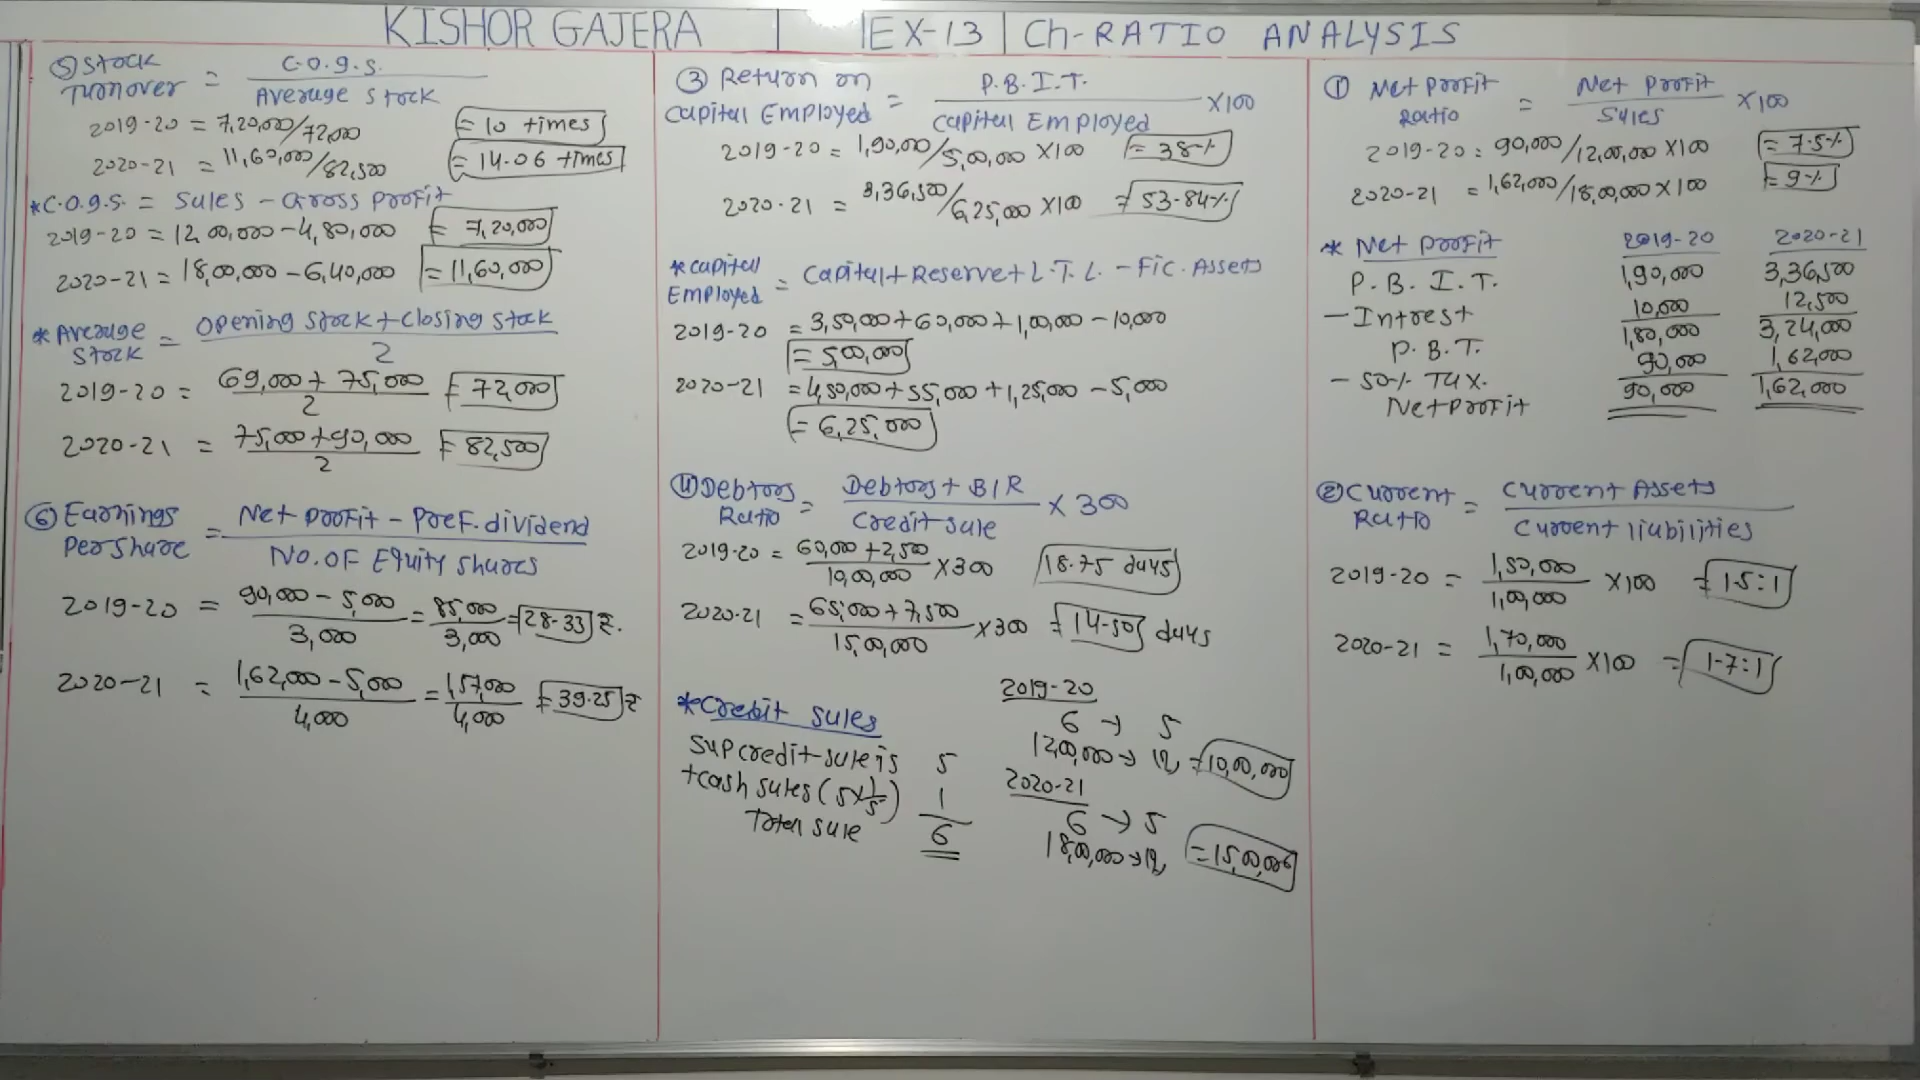 KISHOR GAJERA | EX-13 | Ch-RATIO ANALYSIS
⑤ Stock Turnover = C.O.G.S. / Average Stock
2019-20 = 7,20,000/72,000 = 10 times
2020-21 = 11,60,000/82,500 = 14.06 times
*C.O.G.S. = Sales - Gross Profit
2019-20 = 12,00,000-4,80,000 = 7,20,000
2020-21 = 18,00,000-6,40,000 = 11,60,000
*Average Stock = Opening Stock + Closing Stock / 2
2019-20 = 69,000 + 75,000 / 2 = 72,000
2020-21 = 75,000 + 90,000 / 2 = 82,500
⑥ Earnings Per Share = Net Profit - Pref. dividend / No. of Equity Shares
2019-20 = 90,000 - 5,000 / 3,000 = 85,000 / 3,000 = 28.33 ₹.
2020-21 = 1,62,000 - 5,000 / 4,000 = 1,57,000 / 4,000 = 39.25 ₹
③ Return on Capital Employed = P.B.I.T. / Capital Employed × 100
2019-20 = 1,90,000/5,00,000 ×100 = 38%
2020-21 = 3,36,500/6,25,000 ×100 = 53.84%
*Capital Employed = Capital + Reserve + L.T.L. - Fic. Assets
2019-20 = 3,50,000 + 60,000 + 1,00,000 - 10,000
= 5,00,000
2020-21 = 4,50,000 + 55,000 + 1,25,000 - 5,000
= 6,25,000
④ Debtors Ratio = Debtors + B/R / Credit sale × 300
2019-20 = 60,000 + 2,500 / 10,00,000 ×300 18.75 days
2020-21 = 65,000 + 7,500 / 15,00,000 ×300 = 14.50 days
*Credit Sales
Sup credit sale is 5
+cash sales (5×1/5) 1
Total sale 6
2019-20
6 → 5
12,00,000 → (?) = 10,00,000
2020-21
6 → 5
18,00,000 → (?) = 15,00,000
① Net Profit Ratio = Net Profit / Sales × 100
2019-20 = 90,000/12,00,000 ×100 = 7.5%
2020-21 = 1,62,000/18,00,000 ×100 = 9%
* Net Profit 2019-20 2020-21
P.B.I.T. 1,90,000 3,36,500
- Intrest 10,000 12,500
P.B.T. 1,80,000 3,24,000
- 50% Tax. 90,000 1,62,000
Net Profit 90,000 1,62,000
② Current Ratio = Current Assets / Current liabilities
2019-20 = 1,50,000 / 1,00,000 ×100 = 1.5:1
2020-21 = 1,70,000 / 1,00,000 ×100 = 1.7:1